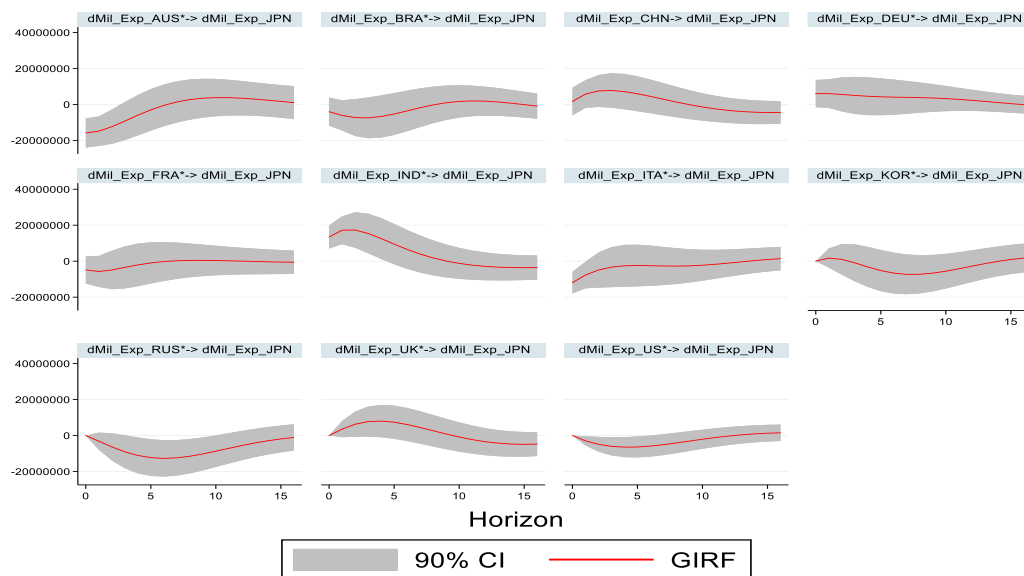 dMil_Exp_AUS*-> dMil_Exp_JPN dMil_Exp_BRA*-> dMil_Exp_JPN dMil_Exp_CHN-> dMil_Exp_JPN dMil_Exp_DEU*-> dMil_Exp_JPN
40000000
20000000
0
-20000000
dMil_Exp_FRA*-> dMil_Exp_JPN dMil_Exp_IND*-> dMil_Exp_JPN dMil_Exp_ITA*-> dMil_Exp_JPN dMil_Exp_KOR*-> dMil_Exp_JPN
40000000
20000000
0
-20000000
0 5 10 15
dMil_Exp_RUS*-> dMil_Exp_JPN dMil_Exp_UK*-> dMil_Exp_JPN dMil_Exp_US*-> dMil_Exp_JPN
40000000
20000000
0
-20000000
0 5 10 15 0 5 10 15 0 5 10 15
Horizon
90% CI GIRF